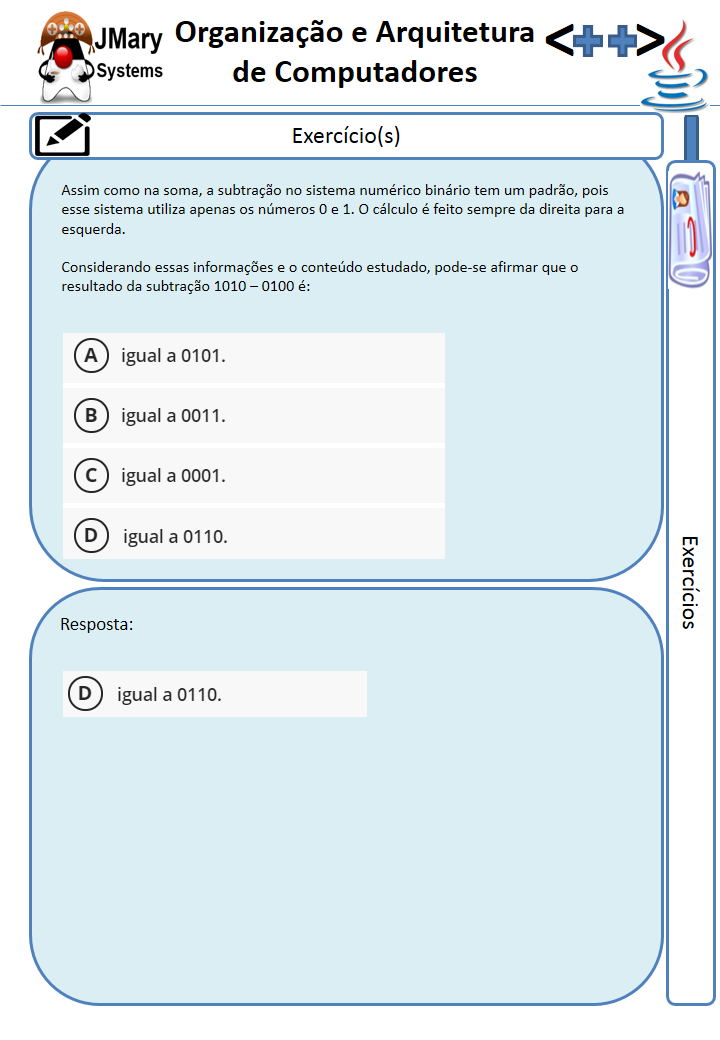 JMary
Systems
Organização e Arquitetura
de Computadores
<++>
Exercício(s)
Assim como na soma, a subtração no sistema numérico binário tem um padrão, pois
esse sistema utiliza apenas os números 0 e 1. O cálculo é feito sempre da direita para a
esquerda.
Considerando essas informações e o conteúdo estudado, pode-se afirmar que o
resultado da subtração 1010 – 0100 é:
A igual a 0101.
B igual a 0011.
C igual a 0001.
D igual a 0110.
Exercícios
Resposta:
D igual a 0110.